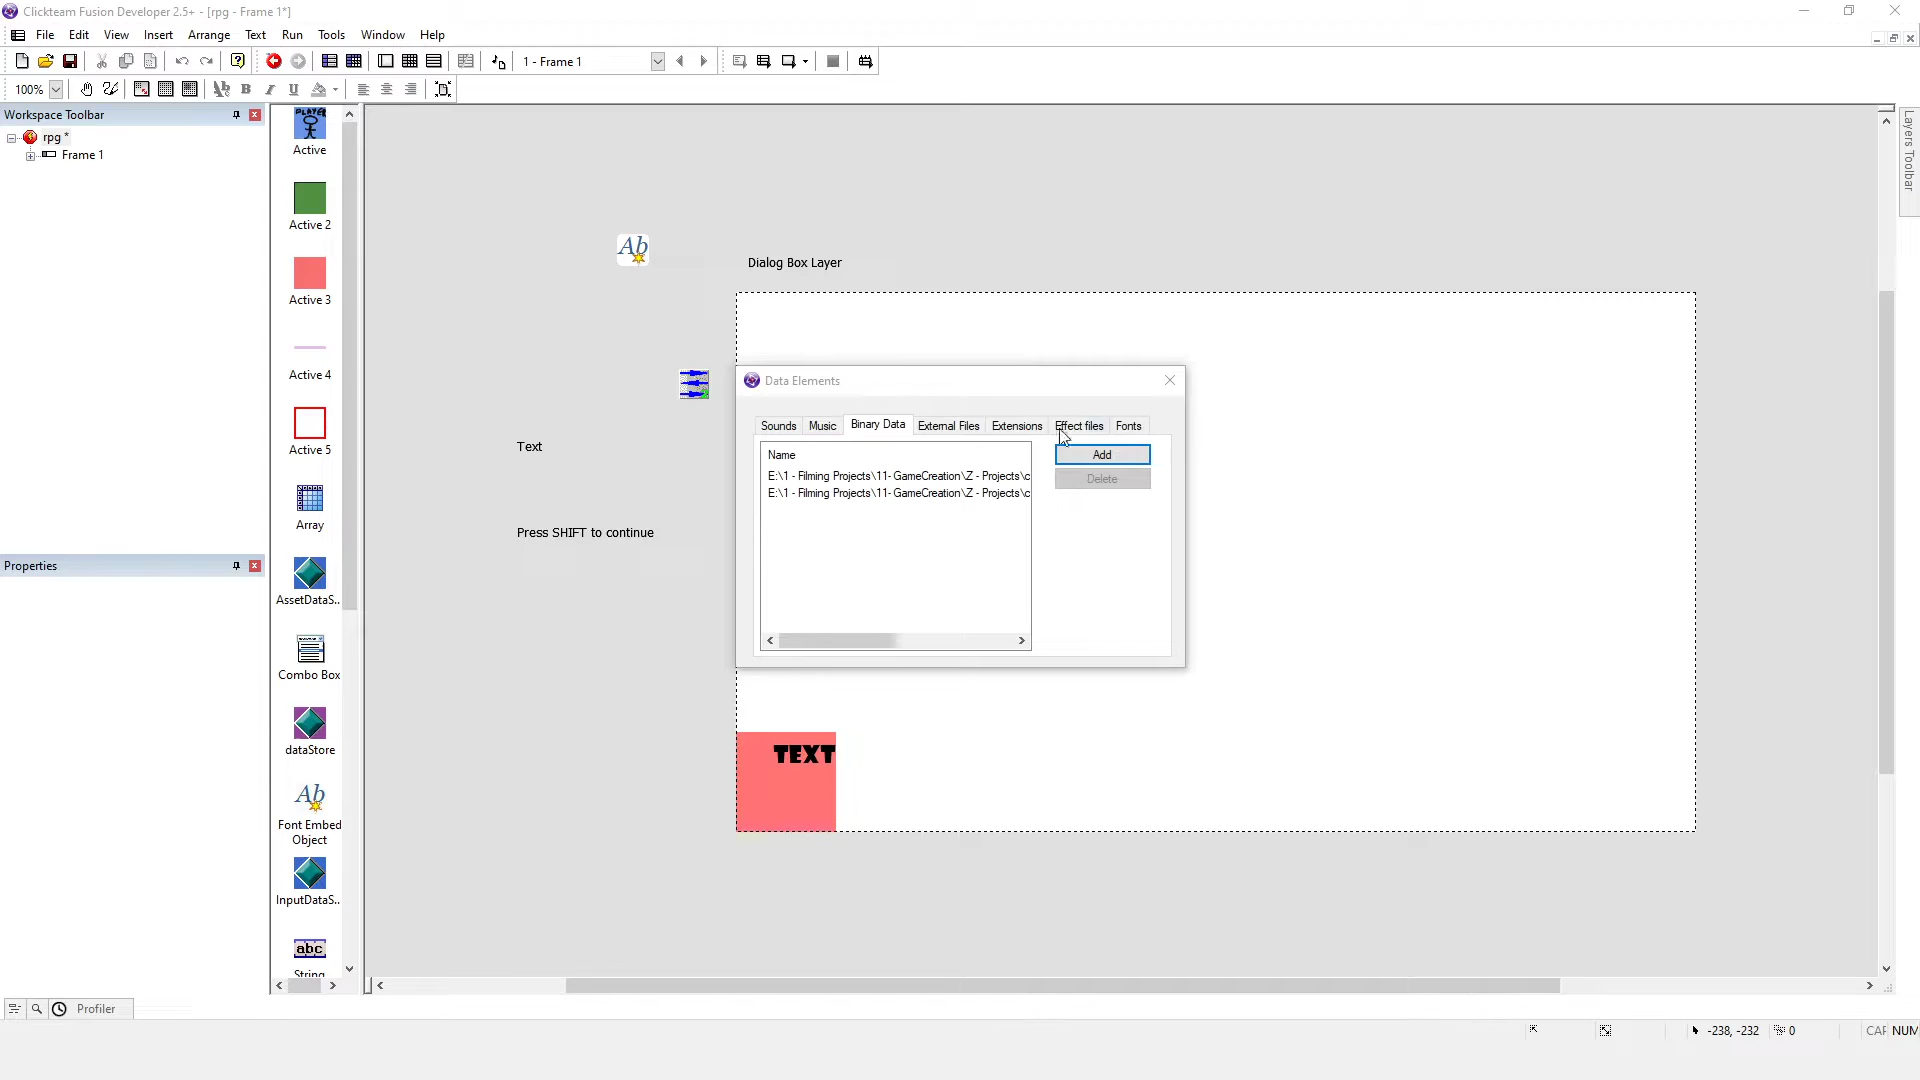 Clickteam Fusion Developer 2.5+ - [rpg - Frame 1*]
File Edit View Insert Arrange Text Run Tools Window Help
1 - Frame 1
100%
Workspace Toolbar
rpg *
Frame 1
Properties
PLAYER
Active
Active 2
Active 3
Active 4
Active 5
Array
AssetDataS..
Combo Box
dataStore
Ab
Font Embed
Object
InputDataS..
abc
String
Ab
Dialog Box Layer
Text
Press SHIFT to continue
Data Elements
Sounds Music Binary Data External Files Extensions Effect files Fonts
Name
E:\1 - Filming Projects\11- GameCreation\Z - Projects\c
E:\1 - Filming Projects\11- GameCreation\Z - Projects\c
Add
Delete
TEXT
Layers Toolbar
Profiler
-238, -232
0
CAP NUM